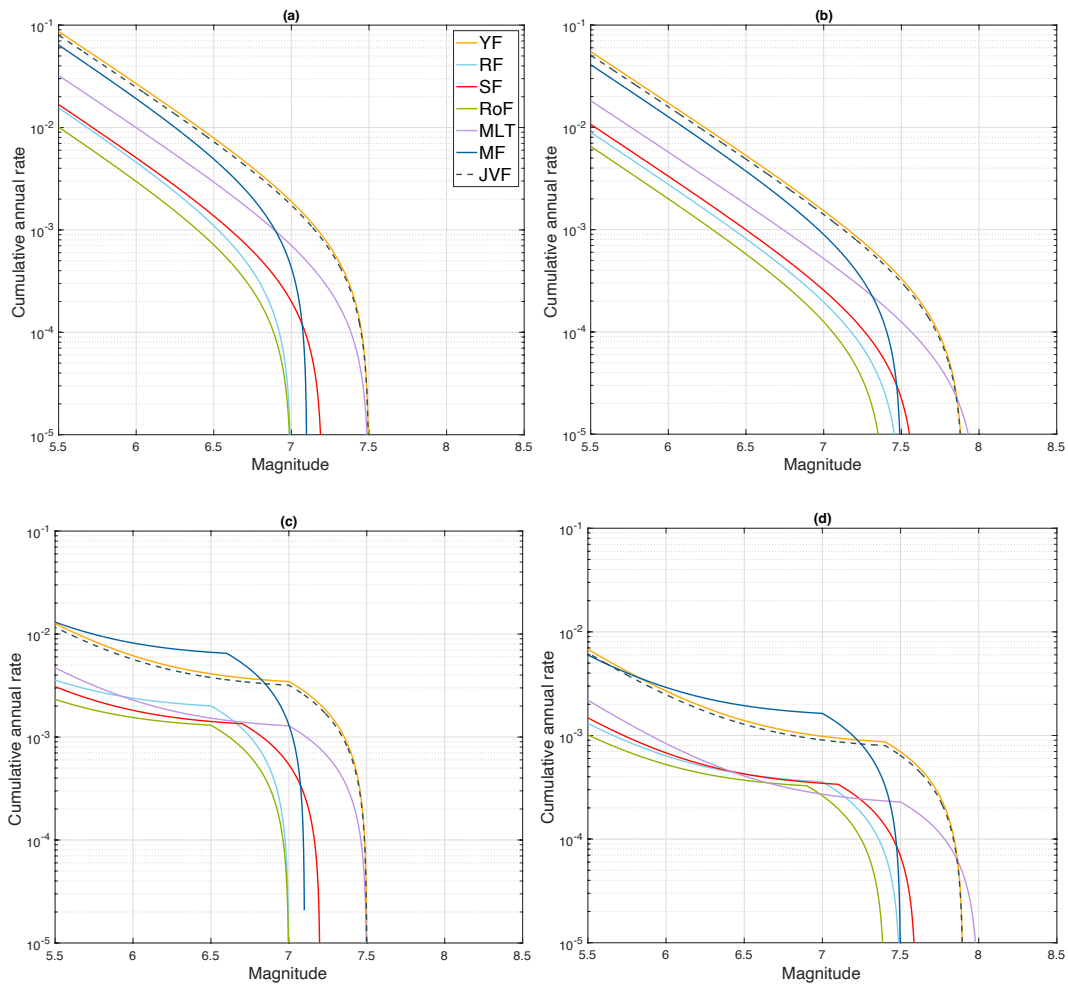 (a)
10^-1
10^-2
10^-3
10^-4
10^-5
Cumulative annual rate
5.5 6 6.5 7 7.5 8 8.5
Magnitude
YF
RF
SF
RoF
MLT
MF
JVF
(b)
10^-1
10^-2
10^-3
10^-4
10^-5
Cumulative annual rate
5.5 6 6.5 7 7.5 8 8.5
Magnitude
(c)
10^-1
10^-2
10^-3
10^-4
10^-5
Cumulative annual rate
5.5 6 6.5 7 7.5 8 8.5
Magnitude
(d)
10^-1
10^-2
10^-3
10^-4
10^-5
Cumulative annual rate
5.5 6 6.5 7 7.5 8 8.5
Magnitude